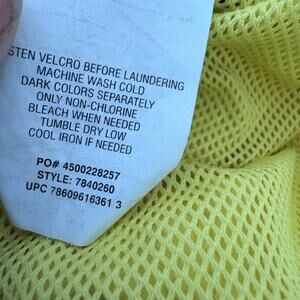 STEN VELCRO BEFORE LAUNDERING
MACHINE WASH COLD
DARK COLORS SEPARATELY
ONLY NON-CHLORINE
BLEACH WHEN NEEDED
TUMBLE DRY LOW
COOL IRON IF NEEDED
PO# 4500228257
STYLE: 7840260
UPC 78609616361 3